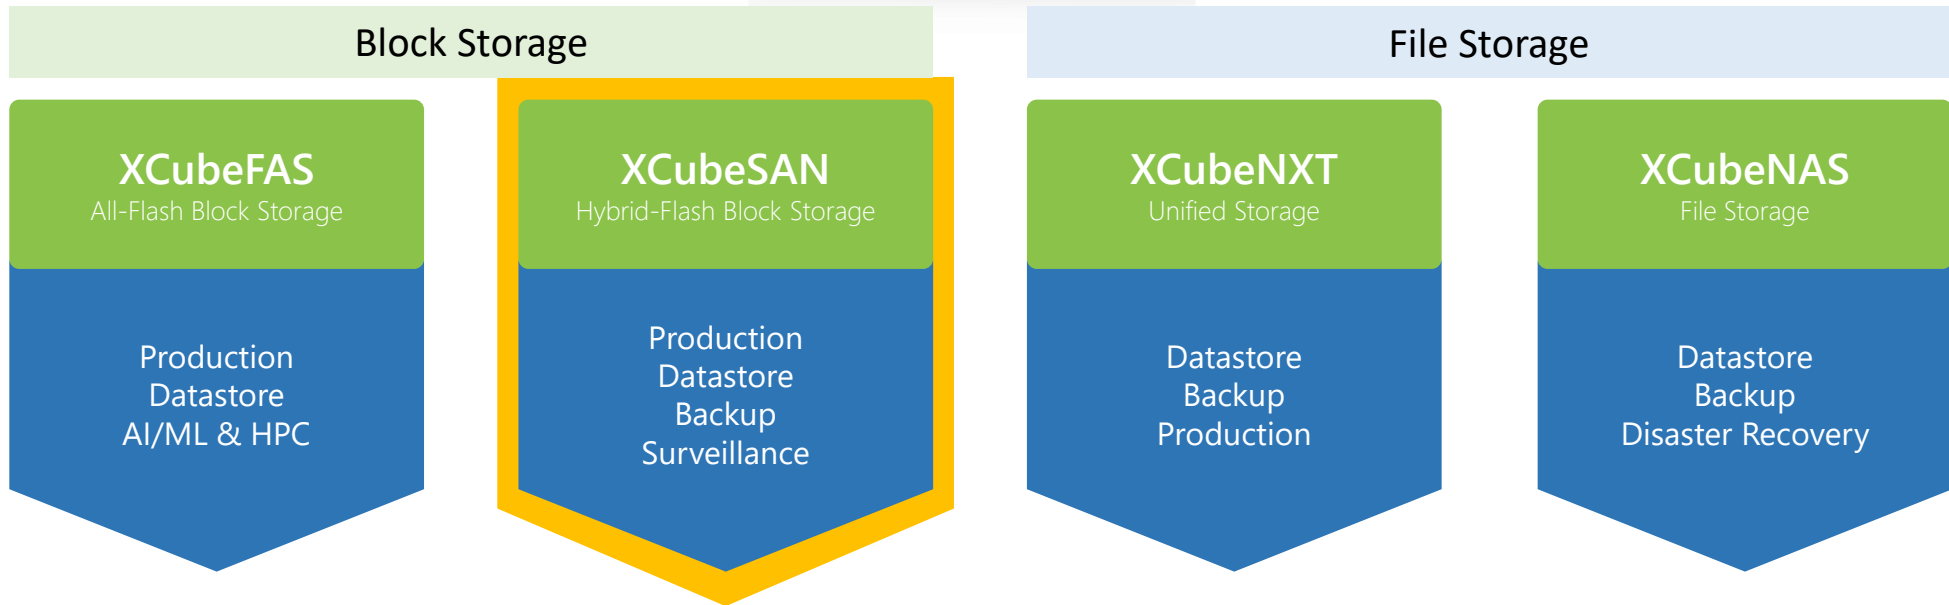 Block Storage
File Storage
XCubeFAS
All-Flash Block Storage
Production
Datastore
AI/ML & HPC
XCubeSAN
Hybrid-Flash Block Storage
Production
Datastore
Backup
Surveillance
XCubeNXT
Unified Storage
Datastore
Backup
Production
XCubeNAS
File Storage
Datastore
Backup
Disaster Recovery